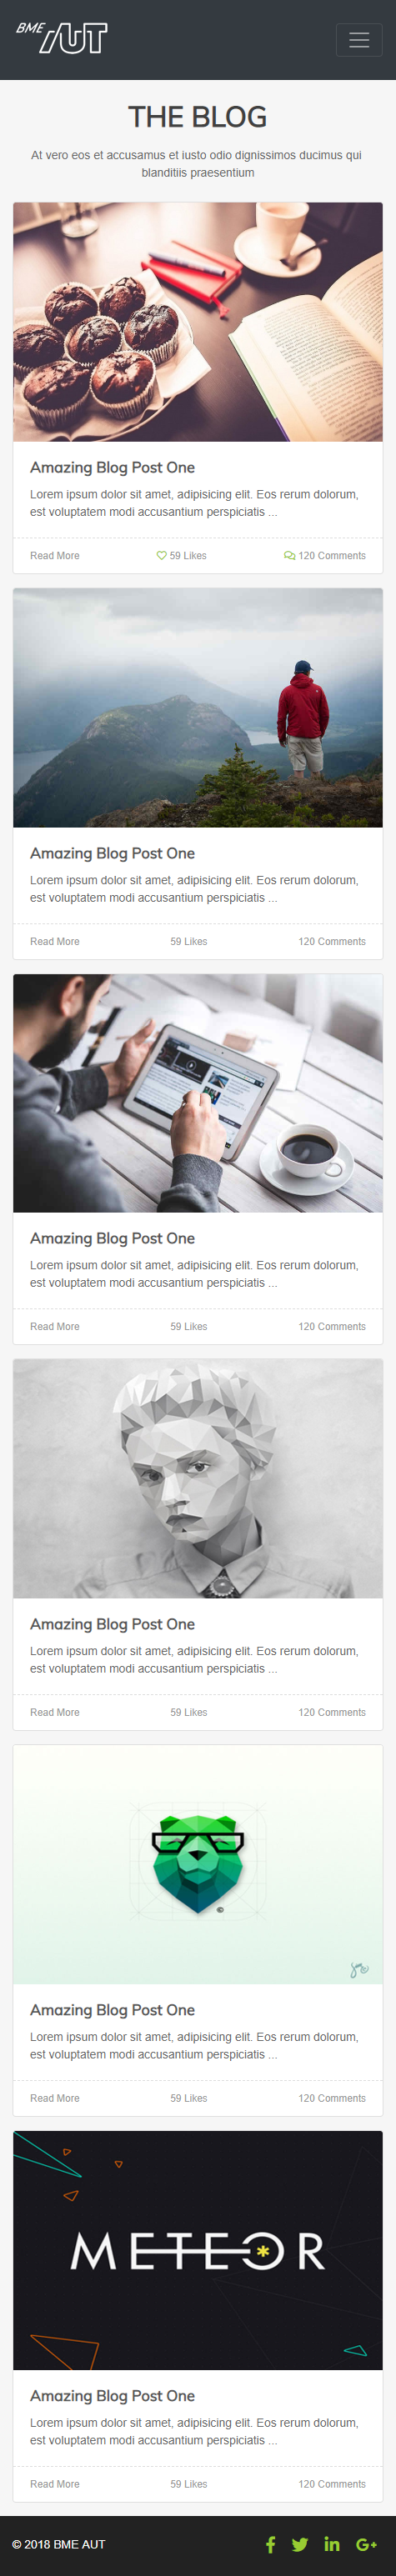 BME
AUT
THE BLOG
At vero eos et accusamus et iusto odio dignissimos ducimus qui
blanditiis praesentium
Amazing Blog Post One
Lorem ipsum dolor sit amet, adipisicing elit. Eos rerum dolorum,
est voluptatem modi accusantium perspiciatis ...
Read More 59 Likes 120 Comments
Amazing Blog Post One
Lorem ipsum dolor sit amet, adipisicing elit. Eos rerum dolorum,
est voluptatem modi accusantium perspiciatis ...
Read More 59 Likes 120 Comments
Amazing Blog Post One
Lorem ipsum dolor sit amet, adipisicing elit. Eos rerum dolorum,
est voluptatem modi accusantium perspiciatis ...
Read More 59 Likes 120 Comments
Amazing Blog Post One
Lorem ipsum dolor sit amet, adipisicing elit. Eos rerum dolorum,
est voluptatem modi accusantium perspiciatis ...
Read More 59 Likes 120 Comments
©
Amazing Blog Post One
Lorem ipsum dolor sit amet, adipisicing elit. Eos rerum dolorum,
est voluptatem modi accusantium perspiciatis ...
Read More 59 Likes 120 Comments
METEOR
Amazing Blog Post One
Lorem ipsum dolor sit amet, adipisicing elit. Eos rerum dolorum,
est voluptatem modi accusantium perspiciatis ...
Read More 59 Likes 120 Comments
© 2018 BME AUT f in G+